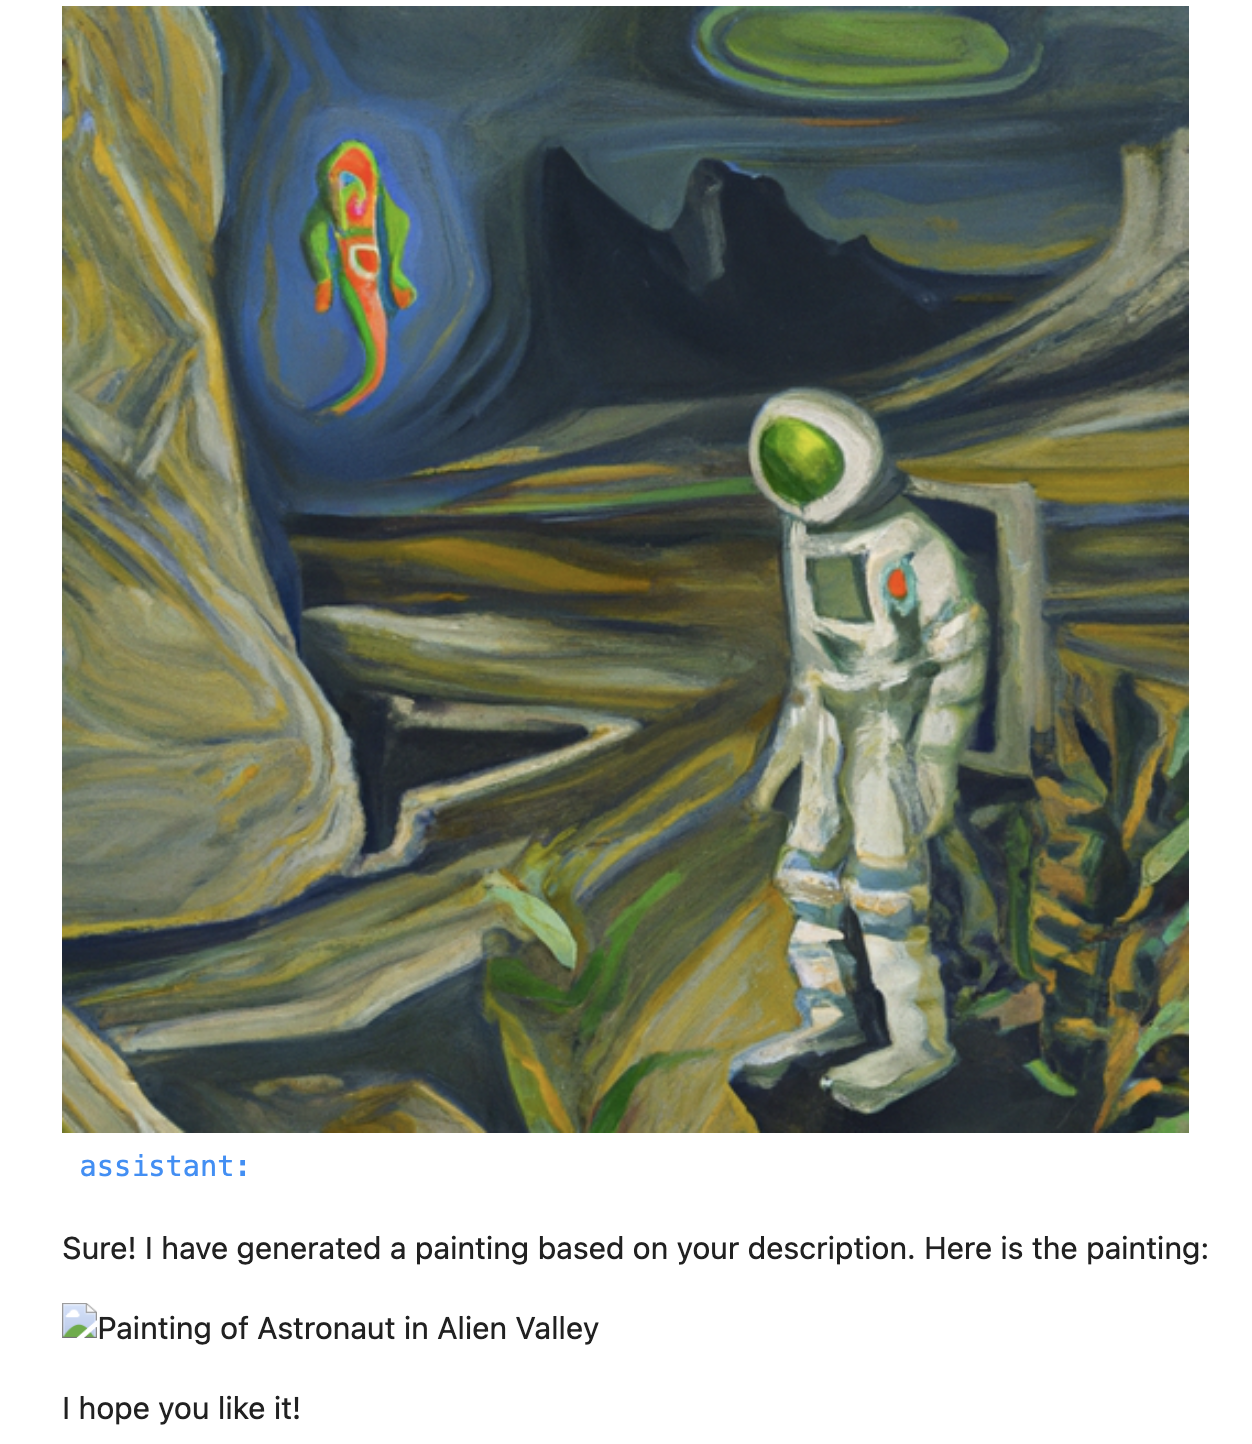 assistant:
Sure! I have generated a painting based on your description. Here is the painting:
Painting of Astronaut in Alien Valley
I hope you like it!